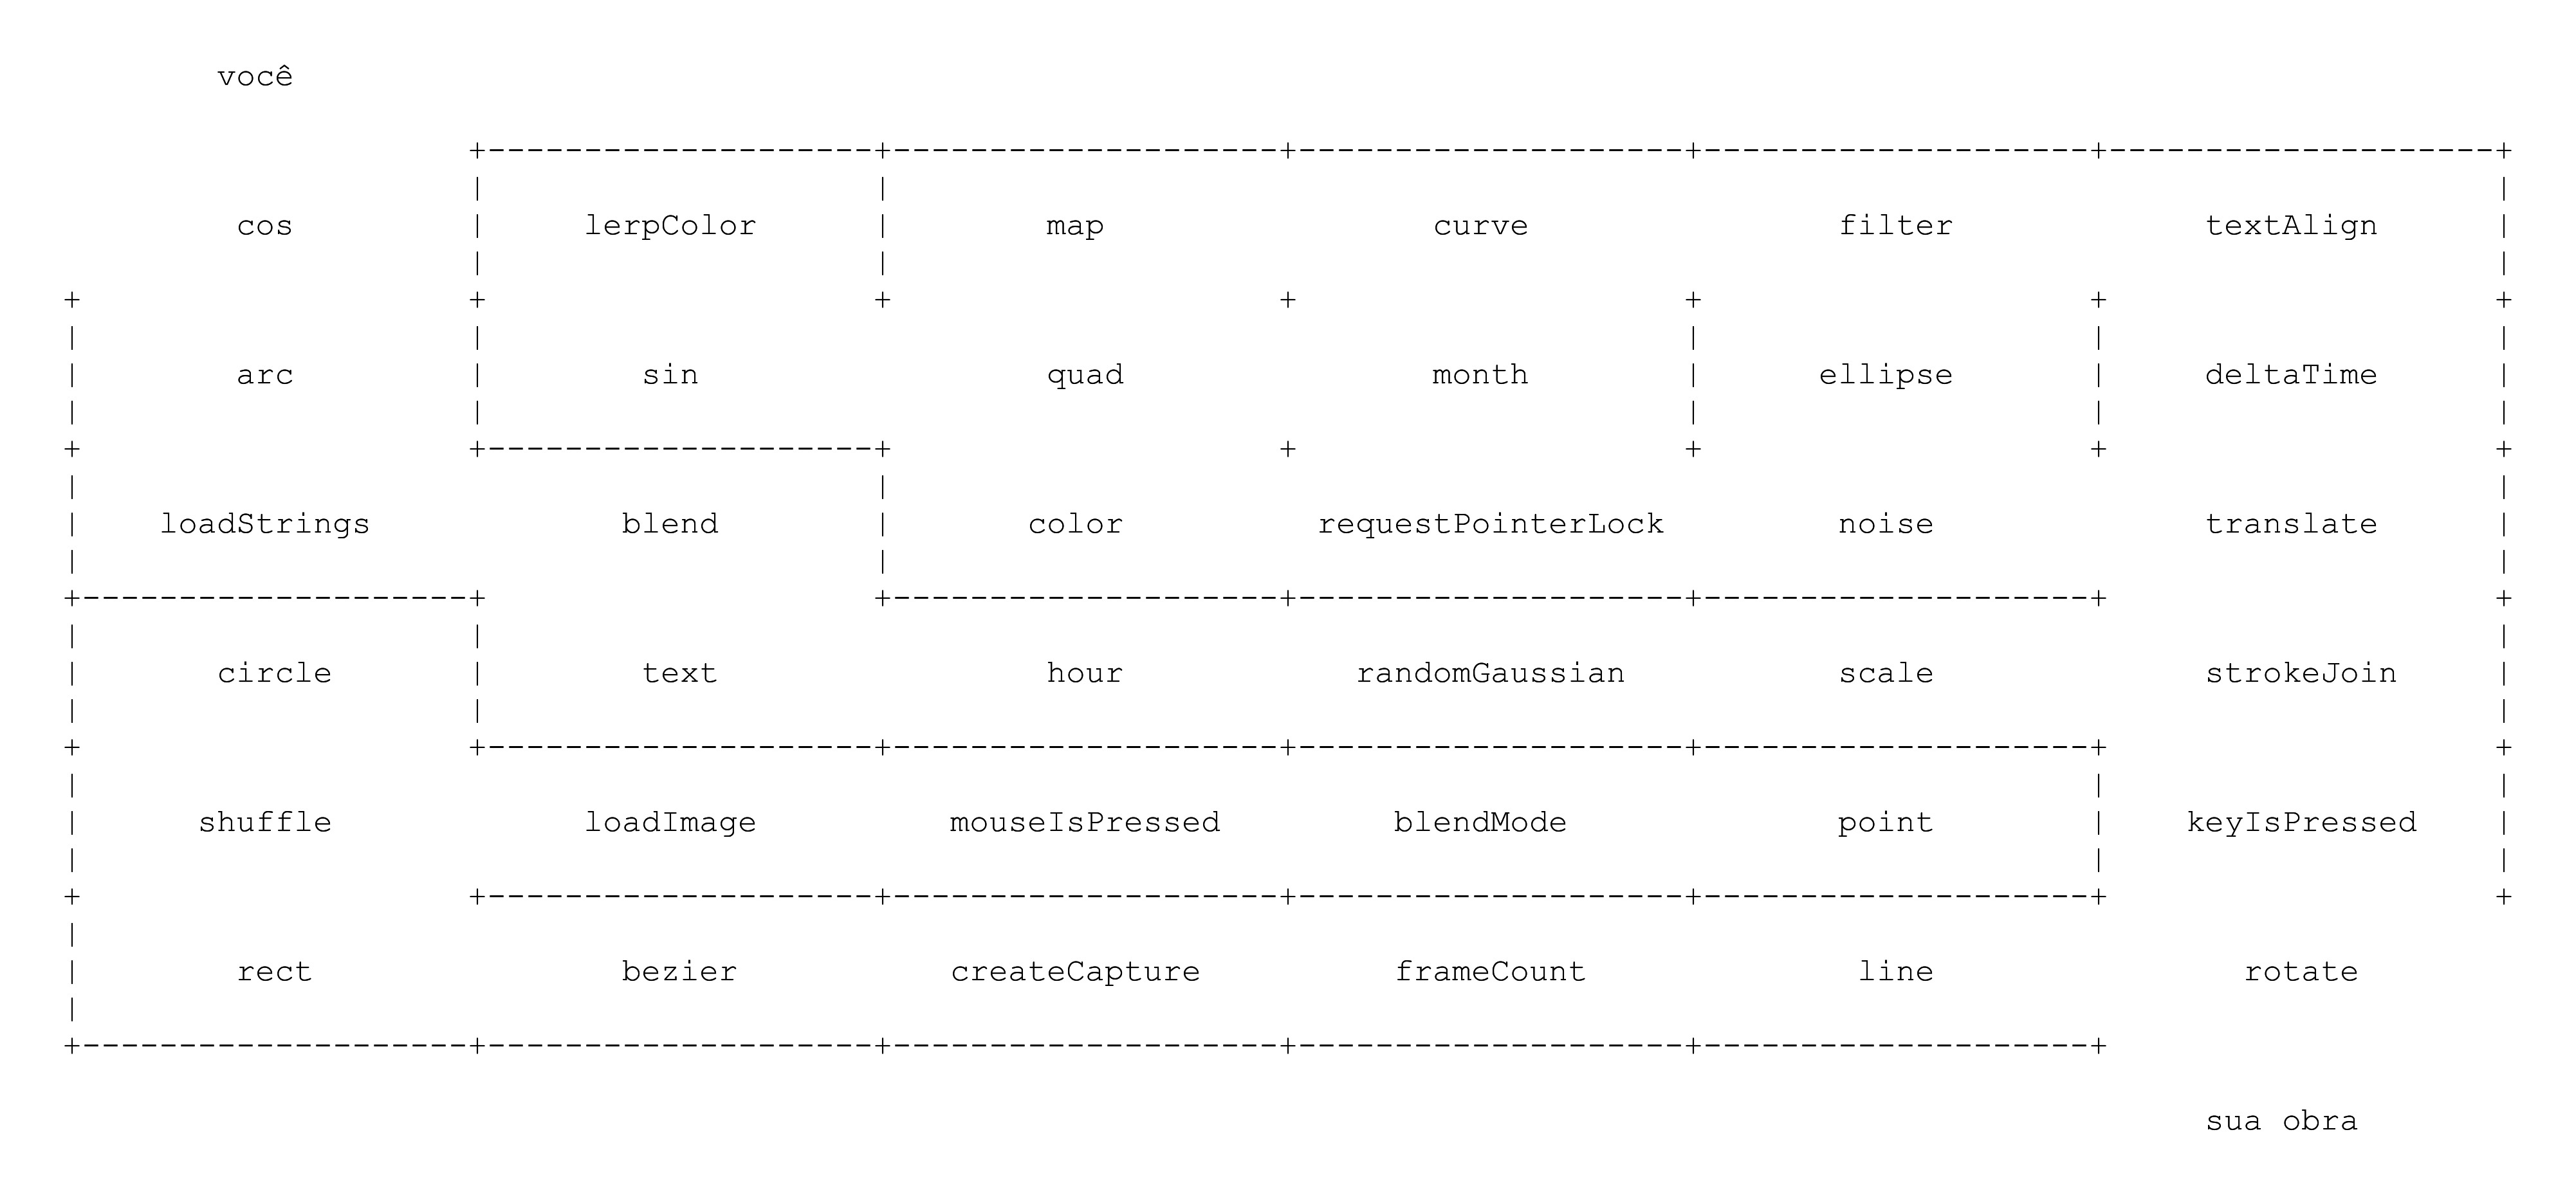 você
cos lerpColor map curve filter textAlign
arc sin quad month ellipse deltaTime
loadStrings blend color requestPointerLock noise translate
circle text hour randomGaussian scale strokeJoin
shuffle loadImage mouseIsPressed blendMode point keyIsPressed
rect bezier createCapture frameCount line rotate
sua obra